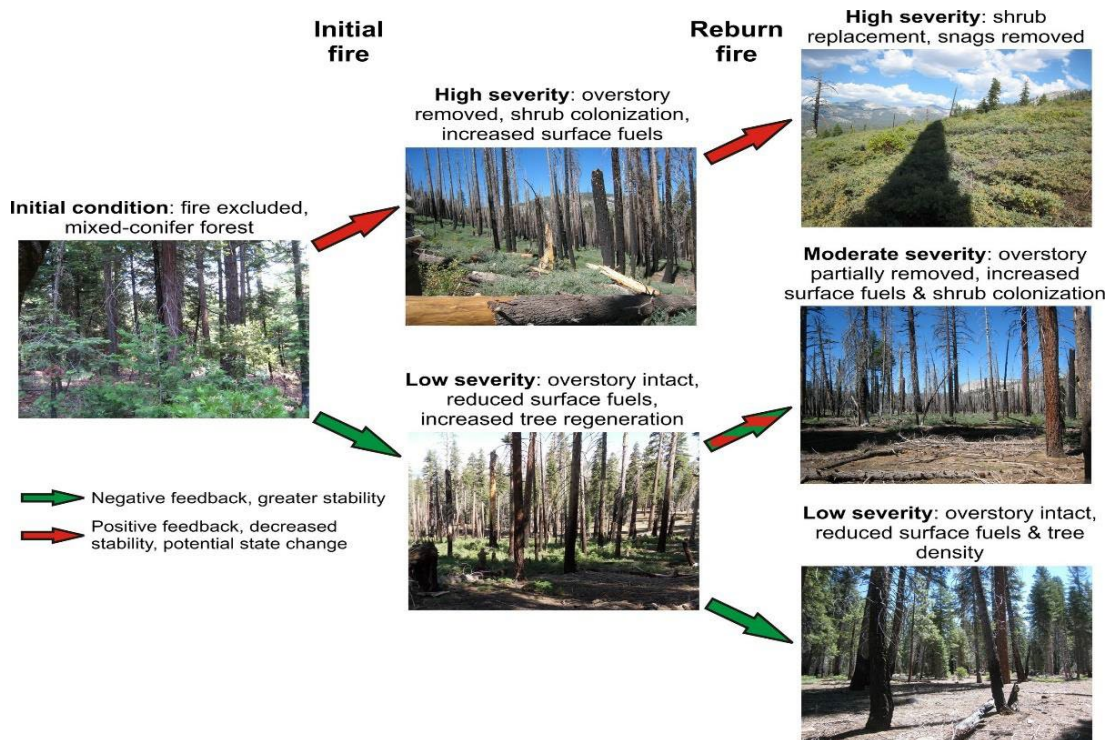 Initial
fire
Reburn
fire
High severity: shrub
replacement, snags removed
High severity: overstory
removed, shrub colonization,
increased surface fuels
Initial condition: fire excluded,
mixed-conifer forest
Moderate severity: overstory
partially removed, increased
surface fuels & shrub colonization
Low severity: overstory intact,
reduced surface fuels,
increased tree regeneration
Negative feedback, greater stability
Positive feedback, decreased
stability, potential state change
Low severity: overstory intact,
reduced surface fuels & tree
density